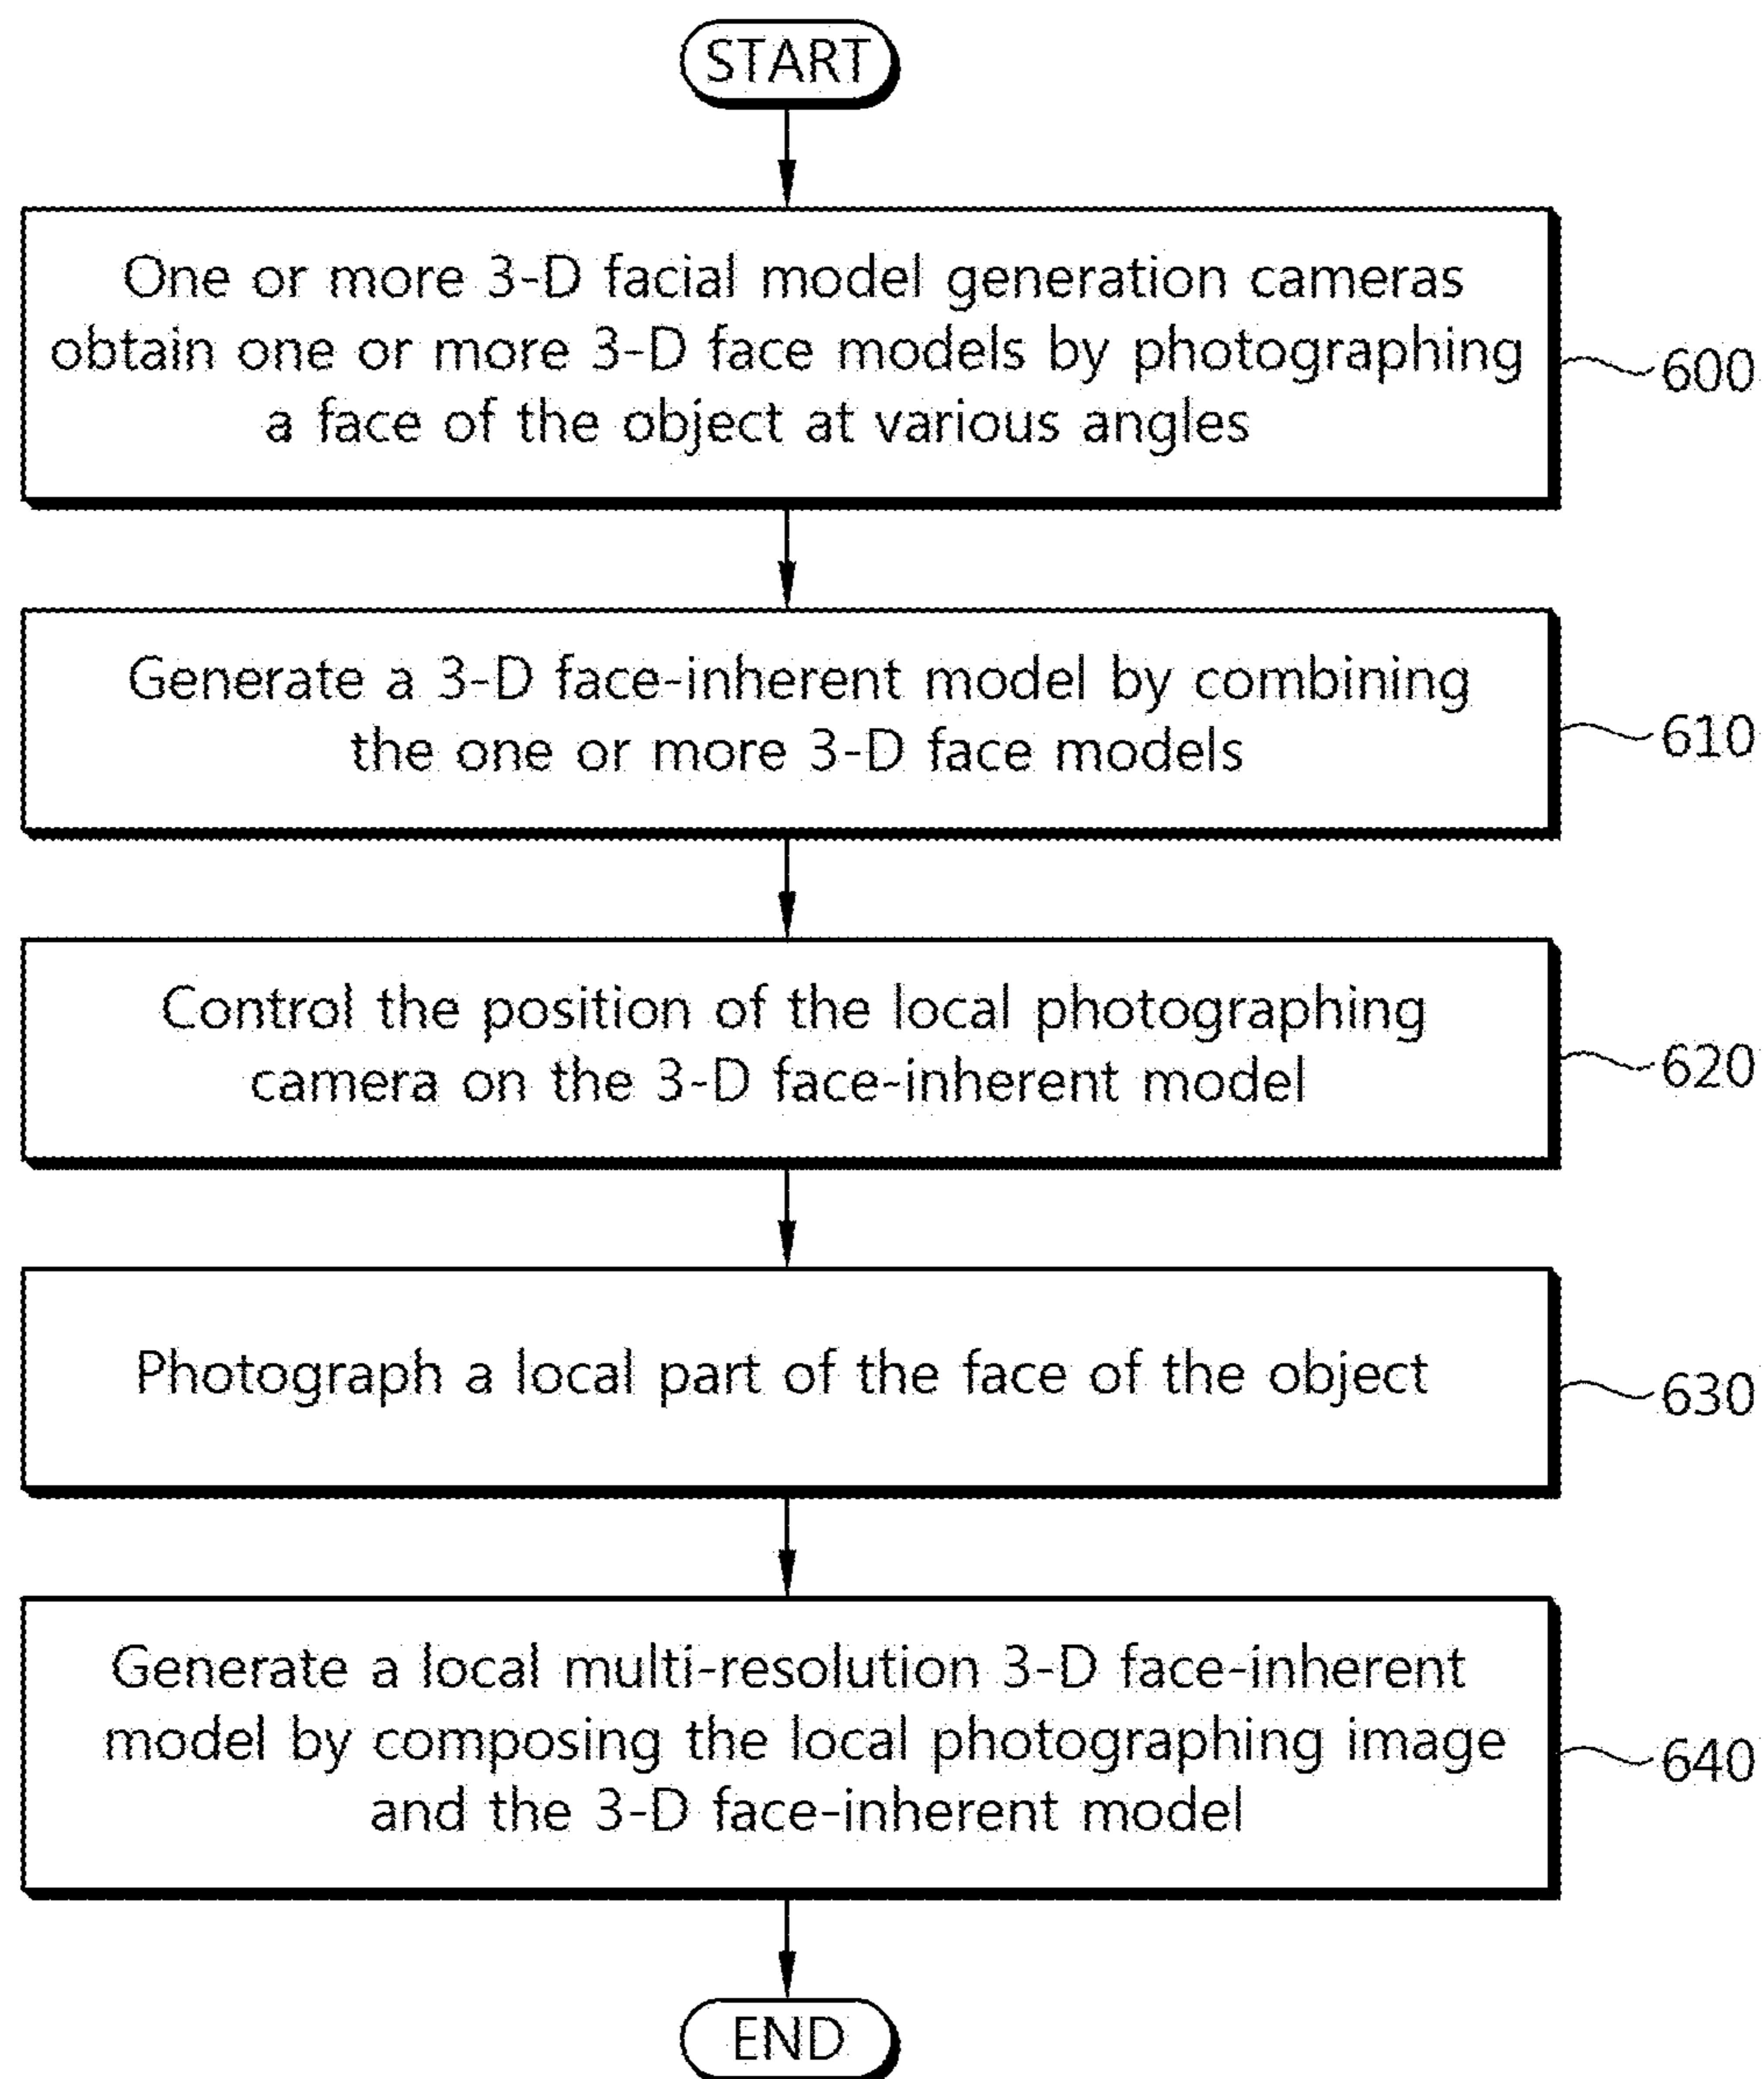 START
One or more 3-D facial model generation cameras
obtain one or more 3-D face models by photographing
a face of the object at various angles
600
Generate a 3-D face-inherent model by combining
the one or more 3-D face models
610
Control the position of the local photographing
camera on the 3-D face-inherent model
620
Photograph a local part of the face of the object
630
Generate a local multi-resolution 3-D face-inherent
model by composing the local photographing image
and the 3-D face-inherent model
640
END